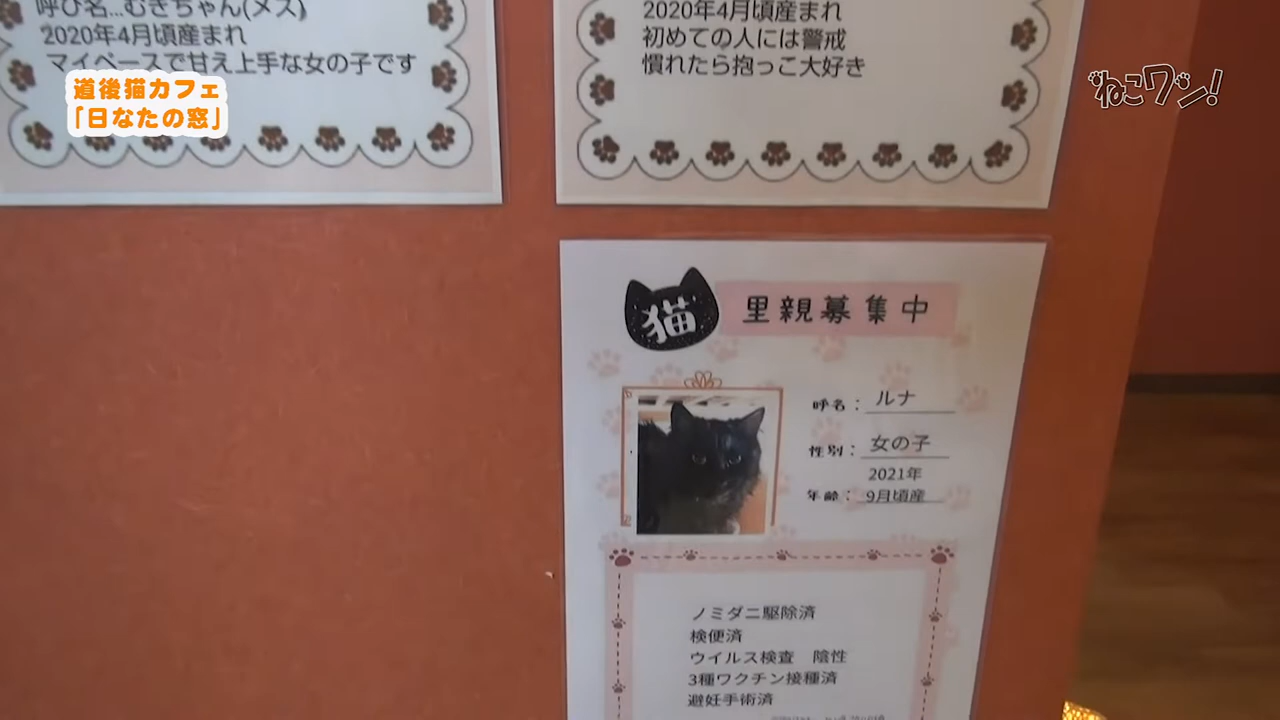 呼び名…むぎちゃん(メス)
2020年4月頃産まれ
マイペースで甘え上手な女の子です
道後猫カフェ
「日なたの窓」
2020年4月頃産まれ
初めての人には警戒
慣れたら抱っこ大好き
ねこワン!
猫 里親募集中
呼名:ルナ
性別:女の子
2021年
年齢:9月頃産
ノミダニ駆除済
検便済
ウイルス検査 陰性
3種ワクチン接種済
避妊手術済